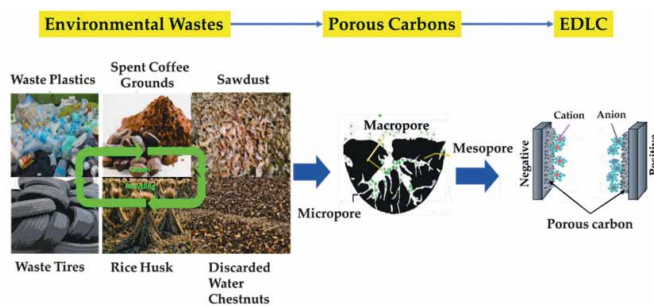 Environmental Wastes
Porous Carbons
EDLC
Waste Plastics
Spent Coffee
Grounds
Sawdust
Waste Tires
Rice Husk
Discarded
Water
Chestnuts
Macropore
Mesopore
Micropore
Cation
Anion
Negative
Positive
Porous carbon